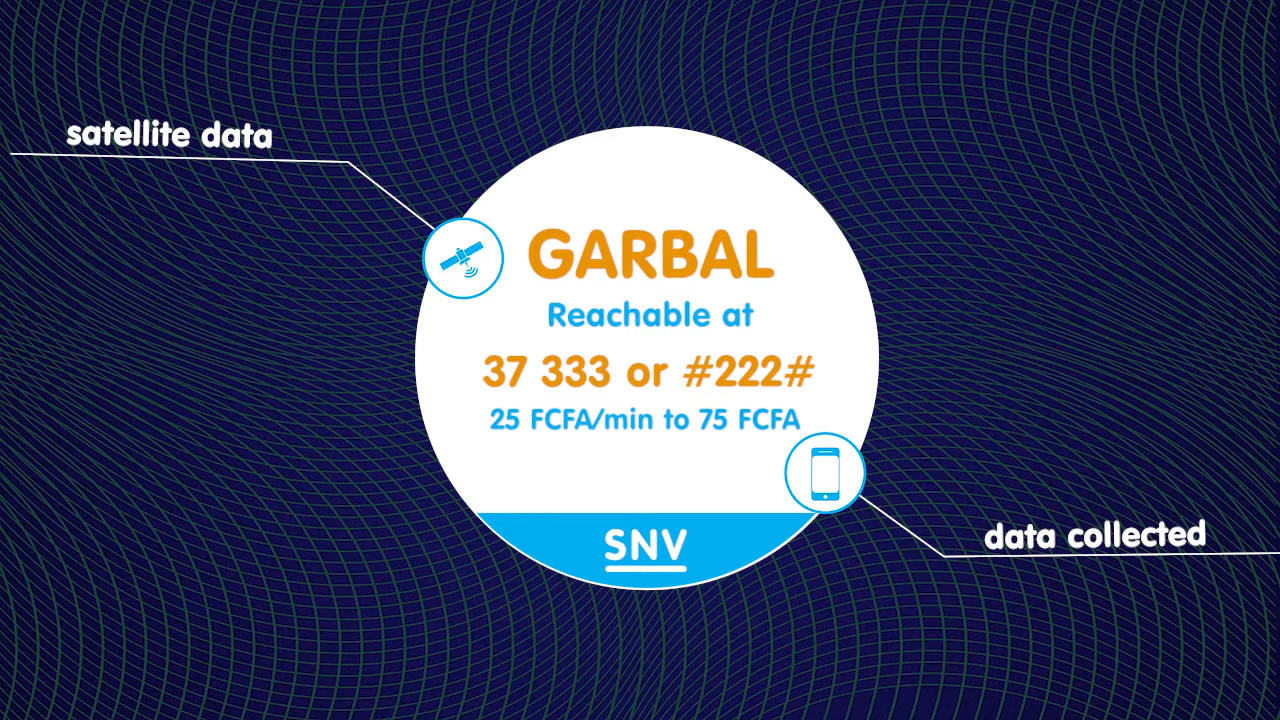 satellite data
GARBAL
Reachable at
37 333 or #222#
25 FCFA/min to 75 FCFA
SNV
data collected